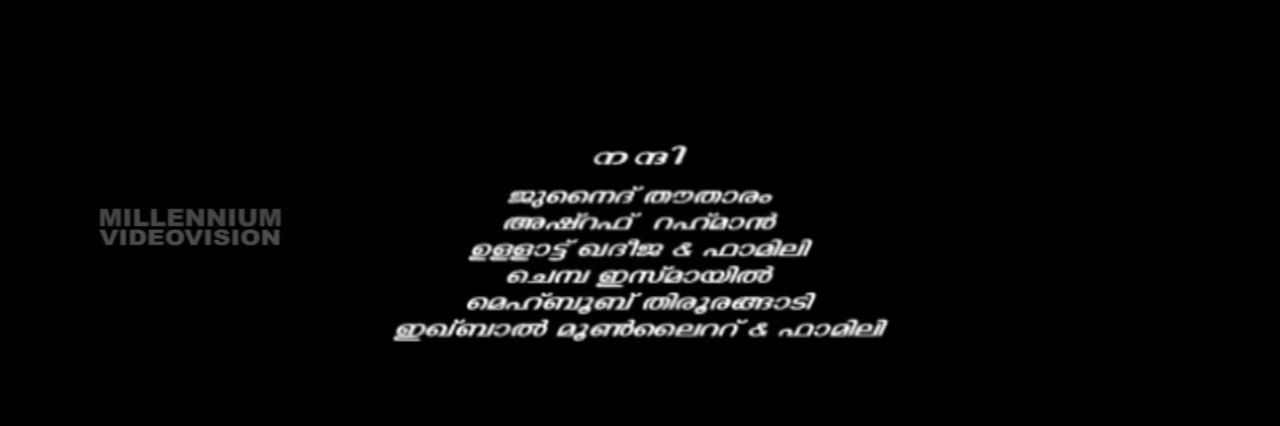 നന്ദി
ജുനൈദ് തൗതാരം
അഷ്റഫ് റഹ്മാൻ
MILLENNIUM
VIDEOVISION
ഉള്ളാട്ട് ഖദീജ & ഫാമിലി
ചെമ്പ ഇസ്മായിൽ
മെഹ്ബൂബ് തിരൂരങ്ങാടി
ഇഖ്ബാൽ മൂൺലൈററ് & ഫാമിലി